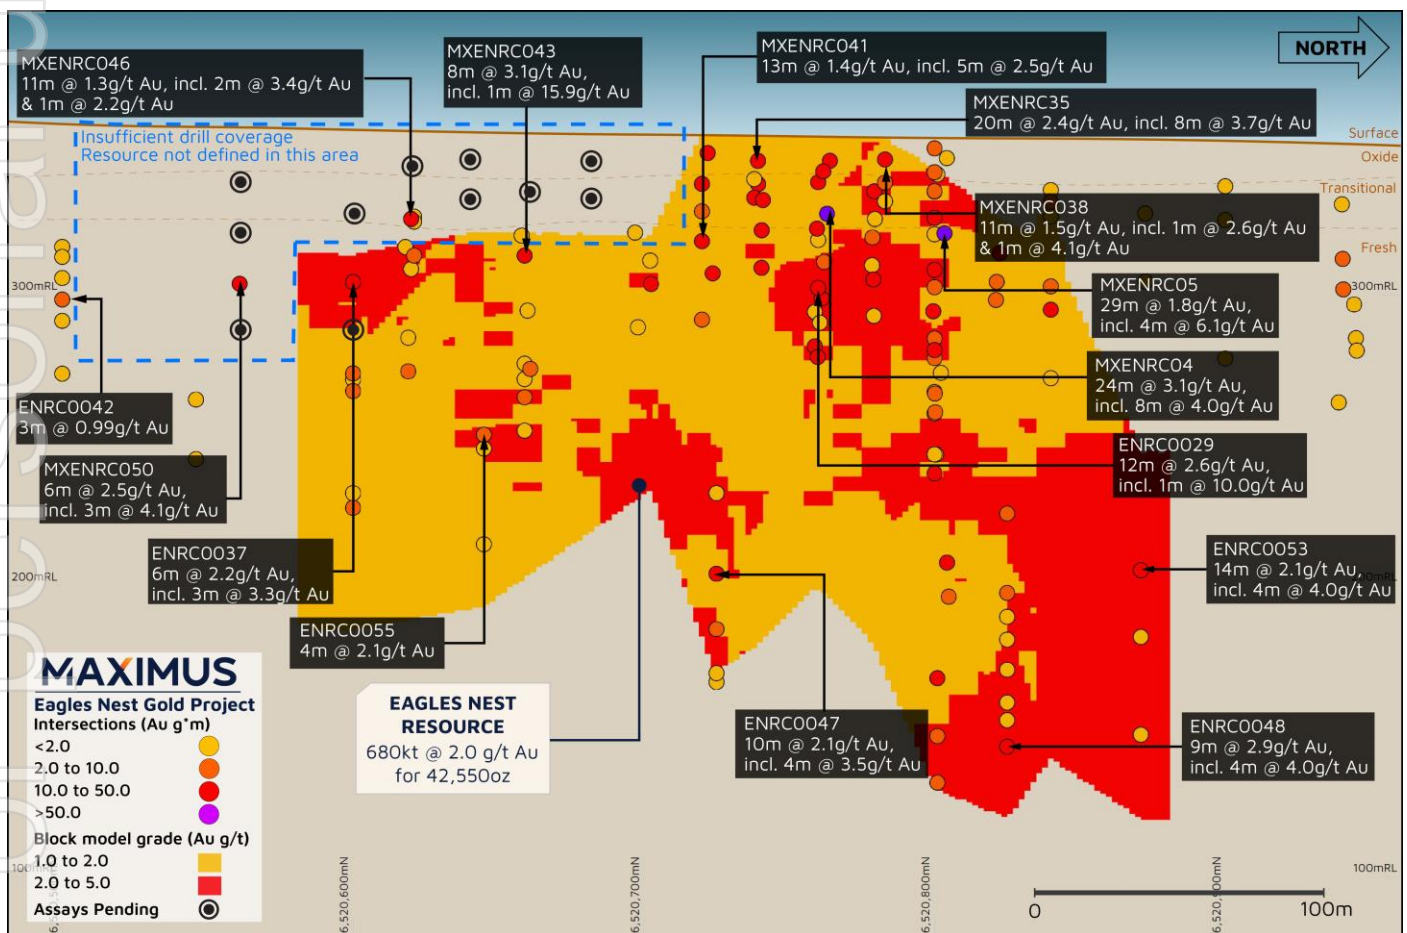 NORTH
MXENRC046
11m @ 1.3g/t Au, incl. 2m @ 3.4g/t Au
& 1m @ 2.2g/t Au
MXENRC043
8m @ 3.1g/t Au,
incl. 1m @ 15.9g/t Au
MXENRC041
13m @ 1.4g/t Au, incl. 5m @ 2.5g/t Au
MXENRC35
20m @ 2.4g/t Au, incl. 8m @ 3.7g/t Au
Insufficient drill coverage
Resource not defined in this area
Surface
Oxide
Transitional
Fresh
MXENRC038
11m @ 1.5g/t Au, incl. 1m @ 2.6g/t Au
& 1m @ 4.1g/t Au
300mRL
300mRL
MXENRC05
29m @ 1.8g/t Au,
incl. 4m @ 6.1g/t Au
MXENRC04
24m @ 3.1g/t Au,
incl. 8m @ 4.0g/t Au
ENRC0042
3m @ 0.99g/t Au
ENRC0029
12m @ 2.6g/t Au,
incl. 1m @ 10.0g/t Au
MXENRC050
6m @ 2.5g/t Au,
incl. 3m @ 4.1g/t Au
ENRC0037
6m @ 2.2g/t Au,
incl. 3m @ 3.3g/t Au
ENRC0053
14m @ 2.1g/t Au,
incl. 4m @ 4.0g/t Au
200mRL
ENRC0055
4m @ 2.1g/t Au
EAGLES NEST
RESOURCE
680kt @ 2.0 g/t Au
for 42,550oz
ENRC0047
10m @ 2.1g/t Au,
incl. 4m @ 3.5g/t Au
ENRC0048
9m @ 2.9g/t Au,
incl. 4m @ 4.0g/t Au
MAXIMUS
Eagles Nest Gold Project
Intersections (Au g*m)
<2.0
2.0 to 10.0
10.0 to 50.0
>50.0
Block model grade (Au g/t)
1.0 to 2.0
2.0 to 5.0
Assays Pending
100mRL
100mRL
6,520,600mN
6,520,700mN
6,520,800mN
6,520,900mN
0
100m